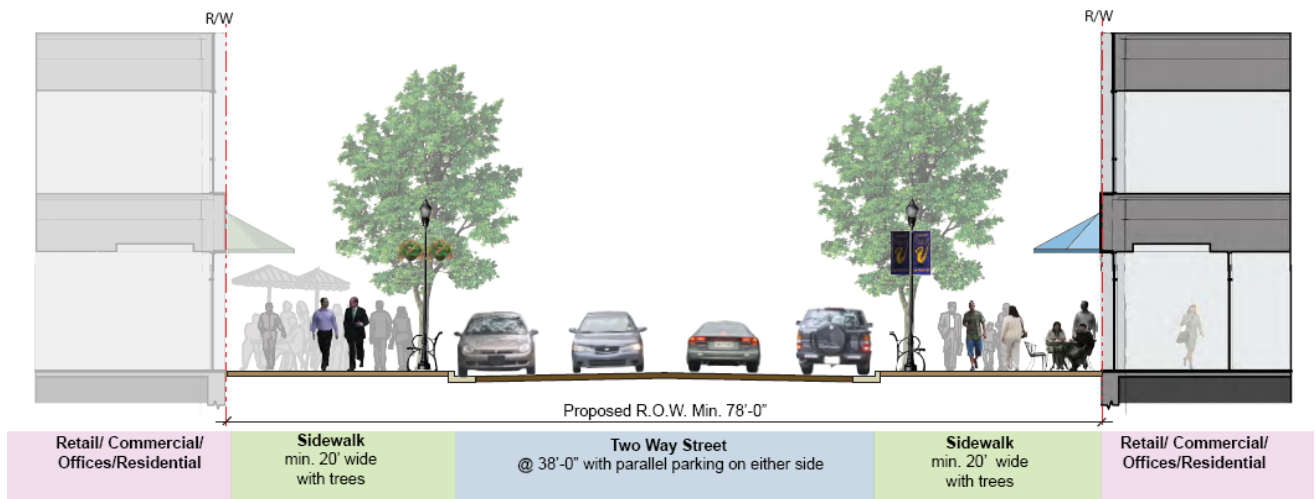 R/W
R/W
Proposed R.O.W. Min. 78’-0”
Retail/ Commercial/
Offices/Residential
Sidewalk
min. 20’ wide
with trees
Two Way Street
@ 38’-0” with parallel parking on either side
Sidewalk
min. 20’ wide
with trees
Retail/ Commercial/
Offices/Residential